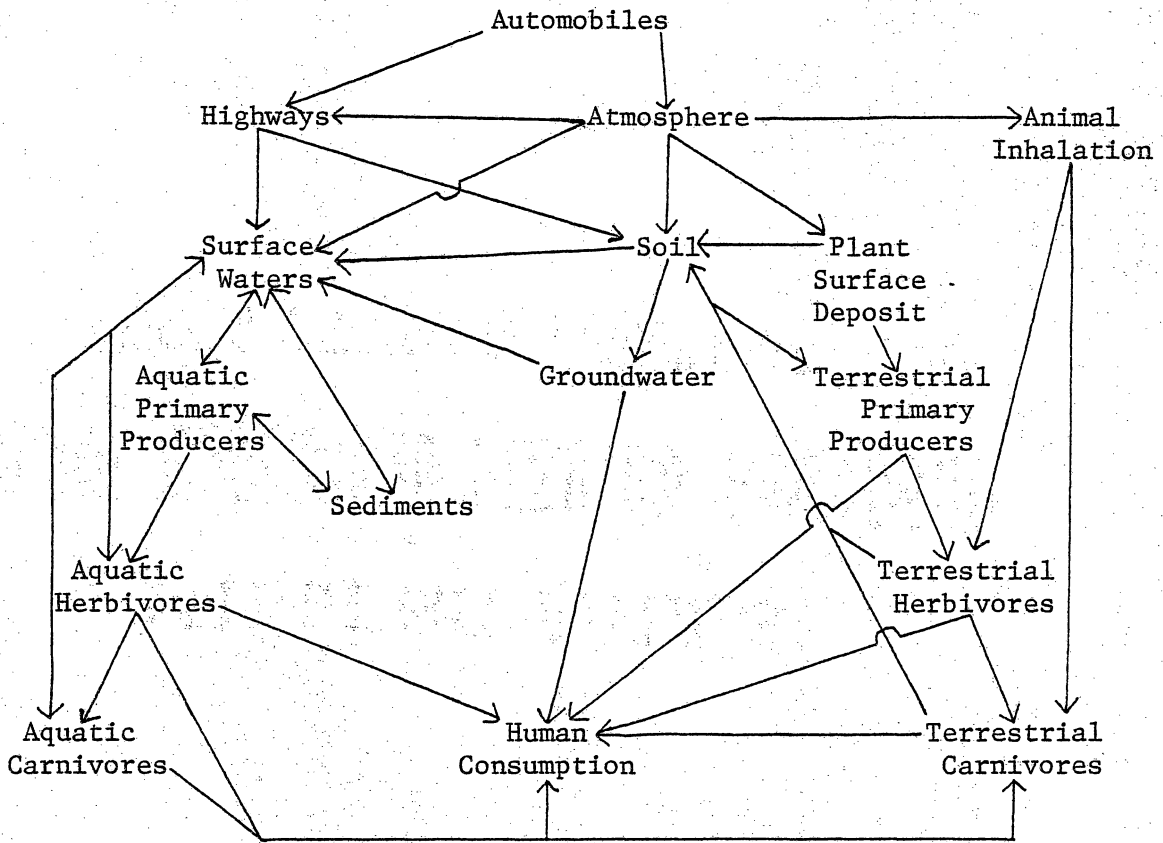 Automobiles
Highways
Atmosphere
Animal
Inhalation
Surface
Waters
Soil
Plant
Surface
Deposit
Aquatic
Primary
Producers
Groundwater
Terrestrial
Primary
Producers
Sediments
Aquatic
Herbivores
Terrestrial
Herbivores
Aquatic
Carnivores
Human
Consumption
Terrestrial
Carnivores